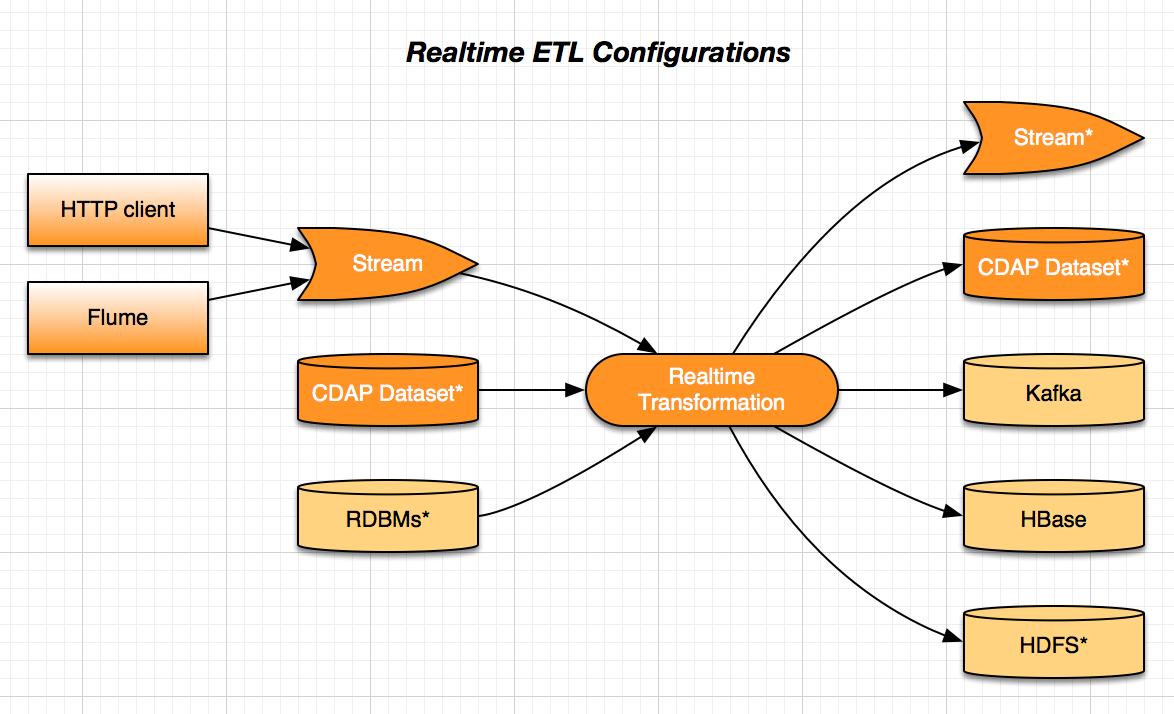 Realtime ETL Configurations
HTTP client
Flume
Stream
CDAP Dataset*
RDBMs*
Realtime
Transformation
Stream*
CDAP Dataset*
Kafka
HBase
HDFS*